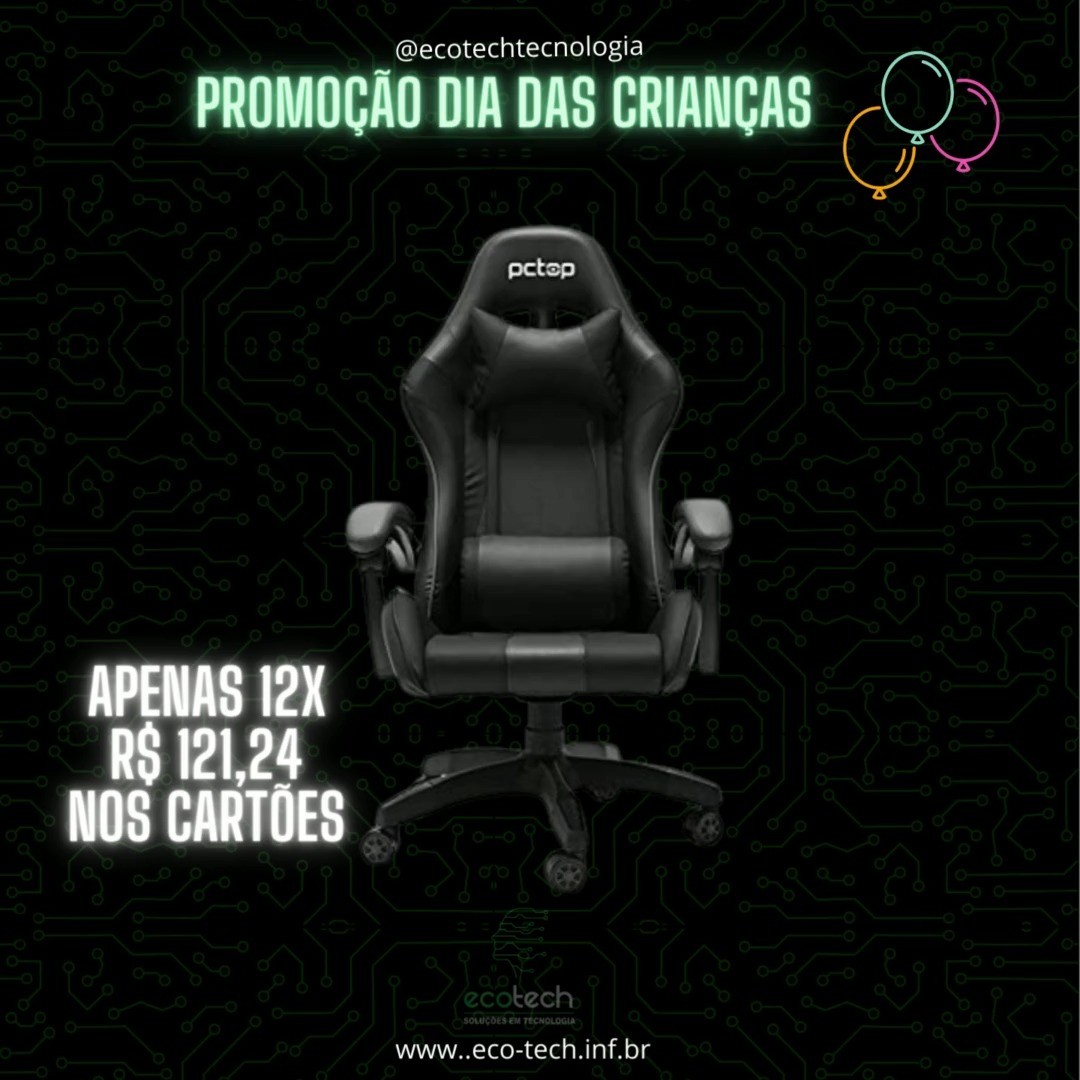 @ecotechtecnologia
PROMOÇÃO DIA DAS CRIANÇAS
pctop
APENAS 12X
R$ 121,24
NOS CARTÕES
ecotech
SOLUÇÕES EM TECNOLOGIA
www..eco-tech.inf.br